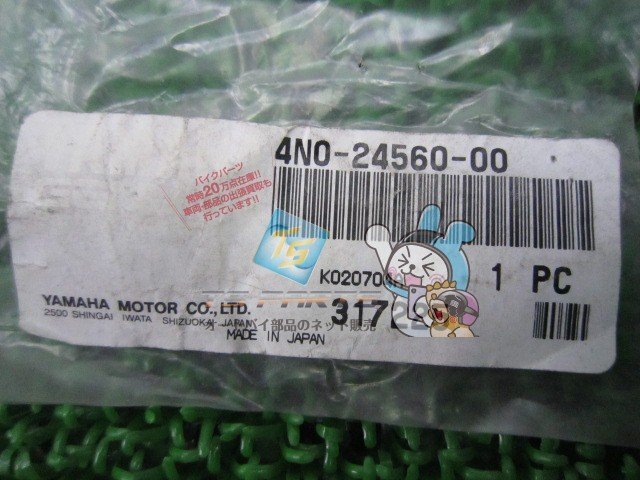 4N0-24560-00
バイクパーツ
常時20万点在庫!!
車両・部品の出張買取も
行っています!!
TS
K020700
1 PC
YAMAHA MOTOR CO.,LTD.
317
2500 SHINGAI IWATA SHIZUOKA JAPAN
バイク部品のネット販売
MADE IN JAPAN